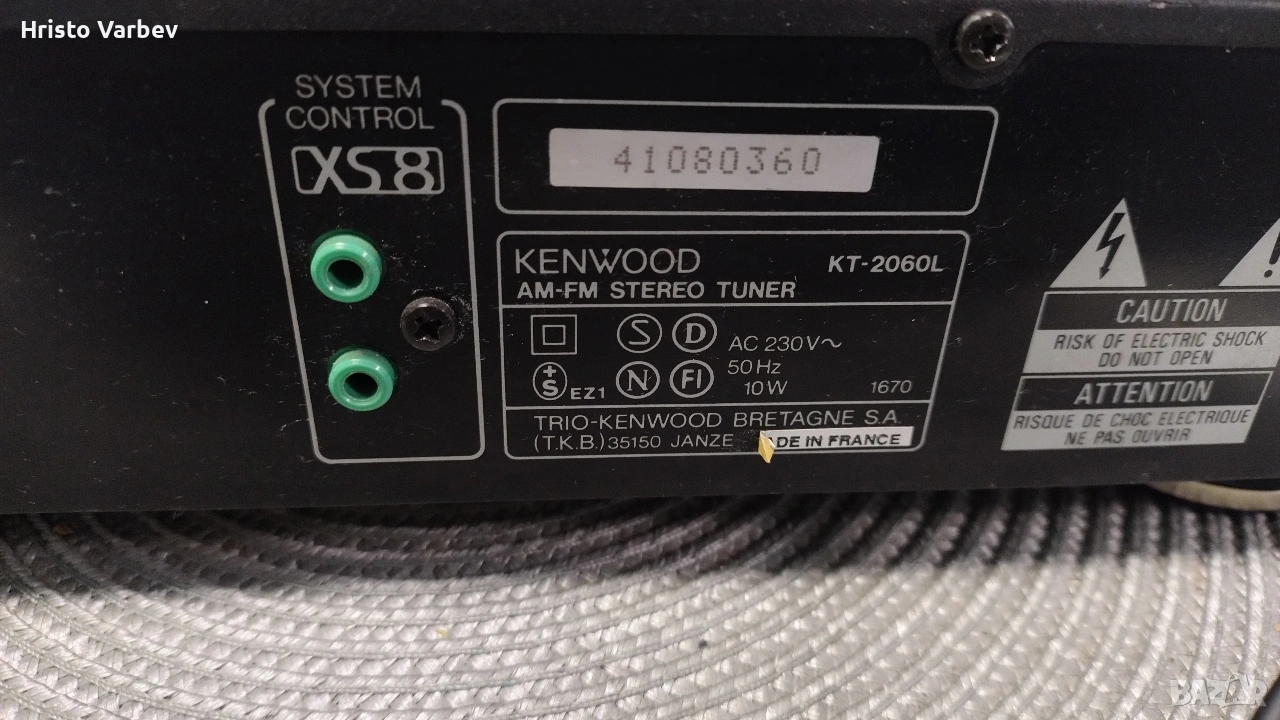 Hristo Varbev
SYSTEM
CONTROL
XS8
41080360
KENWOOD KT-2060L
AM-FM STEREO TUNER
S D AC 230V~
50Hz
+S EZ1 N FI 10W 1670
TRIO-KENWOOD BRETAGNE S.A.
(T.K.B.) 35150 JANZE ADE IN FRANCE
CAUTION
RISK OF ELECTRIC SHOCK
DO NOT OPEN
ATTENTION
RISQUE DE CHOC ELECTRIQUE
NE PAS OUVRIR
BAZAR